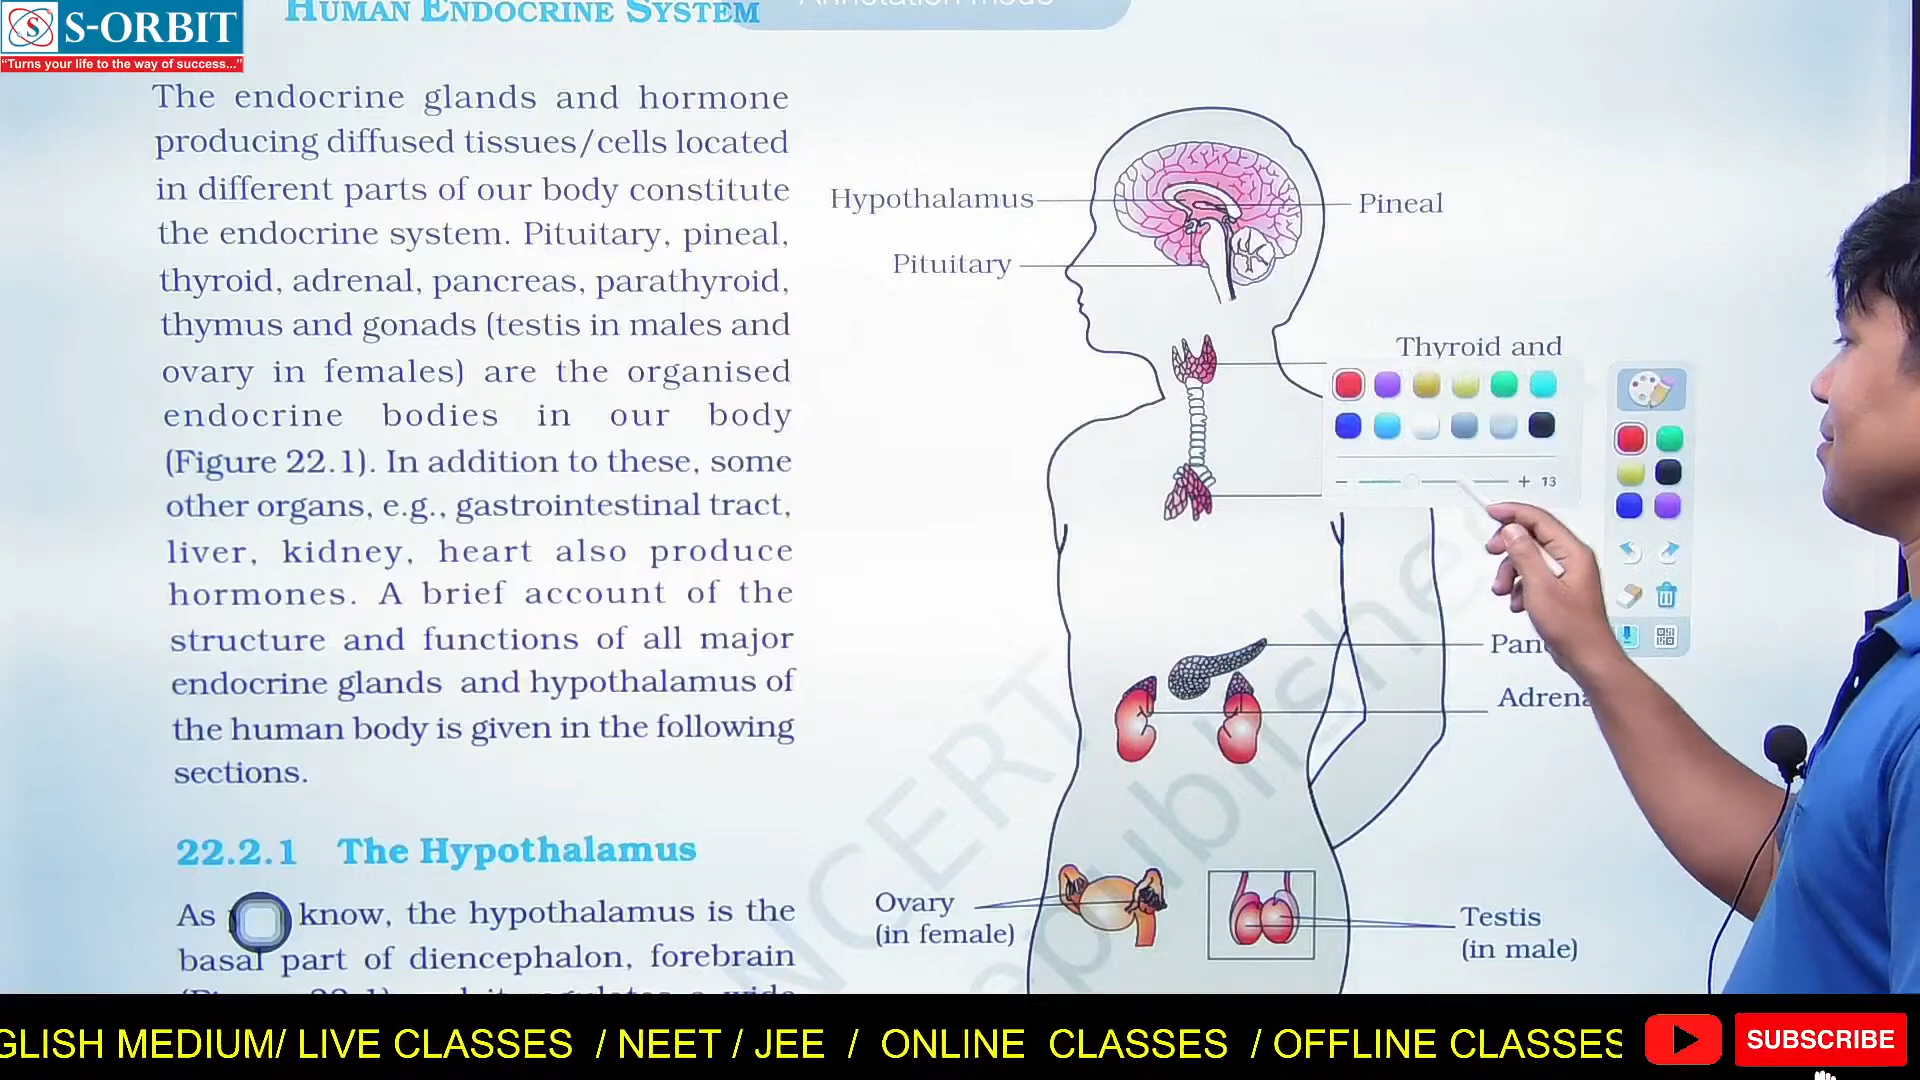 HUMAN ENDOCRINE SYSTEM
Annotation mode
S-ORBIT
"Turns your life to the way of success..."
The endocrine glands and hormone
producing diffused tissues/cells located
in different parts of our body constitute
the endocrine system. Pituitary, pineal,
thyroid, adrenal, pancreas, parathyroid,
thymus and gonads (testis in males and
ovary in females) are the organised
endocrine bodies in our body
(Figure 22.1). In addition to these, some
other organs, e.g., gastrointestinal tract,
liver, kidney, heart also produce
hormones. A brief account of the
structure and functions of all major
endocrine glands and hypothalamus of
the human body is given in the following
sections.
22.2.1 The Hypothalamus
As know, the hypothalamus is the
basal part of diencephalon, forebrain
Hypothalamus
Pineal
Pituitary
Thyroid and
13
Adrena
Ovary
(in female)
Testis
(in male)
NCERT
republishe
GLISH MEDIUM/ LIVE CLASSES / NEET / JEE / ONLINE CLASSES / OFFLINE CLASSES
SUBSCRIBE